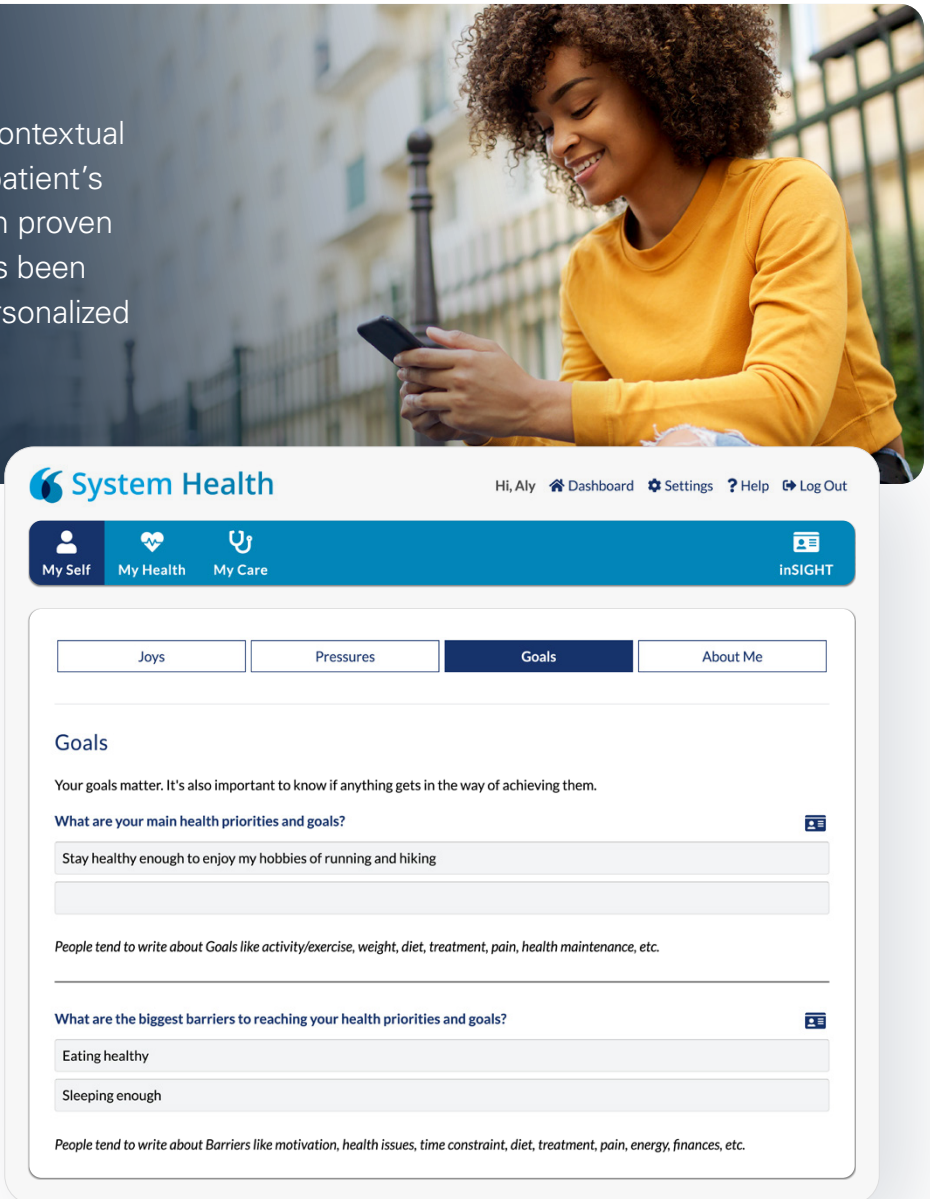 ontextual
patient's
n proven
s been
rsonalized
System Health
Hi, Aly Dashboard Settings ? Help Log Out
My Self My Health My Care inSIGHT
Joys Pressures Goals About Me
Goals
Your goals matter. It's also important to know if anything gets in the way of achieving them.
What are your main health priorities and goals?
Stay healthy enough to enjoy my hobbies of running and hiking
People tend to write about Goals like activity/exercise, weight, diet, treatment, pain, health maintenance, etc.
What are the biggest barriers to reaching your health priorities and goals?
Eating healthy
Sleeping enough
People tend to write about Barriers like motivation, health issues, time constraint, diet, treatment, pain, energy, finances, etc.